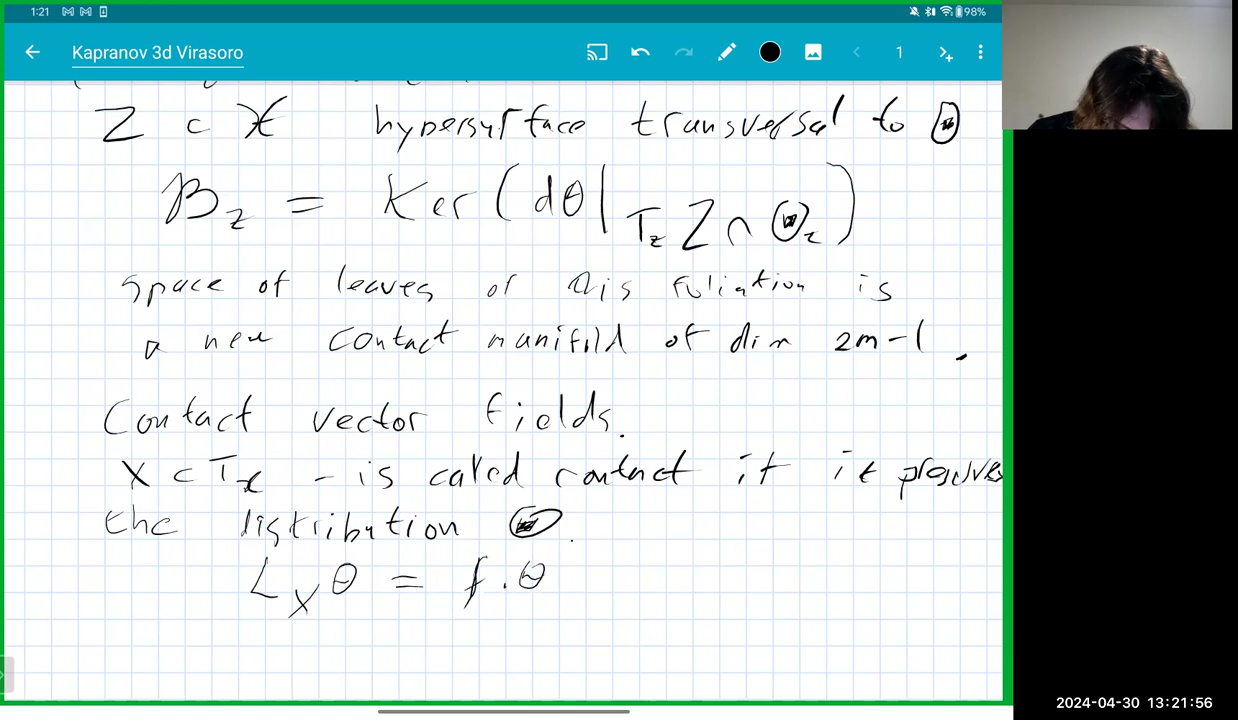 1:21 98%
Kapranov 3d Virasoro 1
Z ⊂ 𝒳 hypersurface transversal to Θ
B_z = Ker(dθ|_{T_z Z ∩ Θ_z})
space of leaves of this foliation is
a new contact manifold of dim 2m-1.
Contact vector fields.
X ⊂ T_𝒳 - is called contact if it preserves
the distribution Θ.
L_X θ = f.θ
2024-04-30 13:21:56